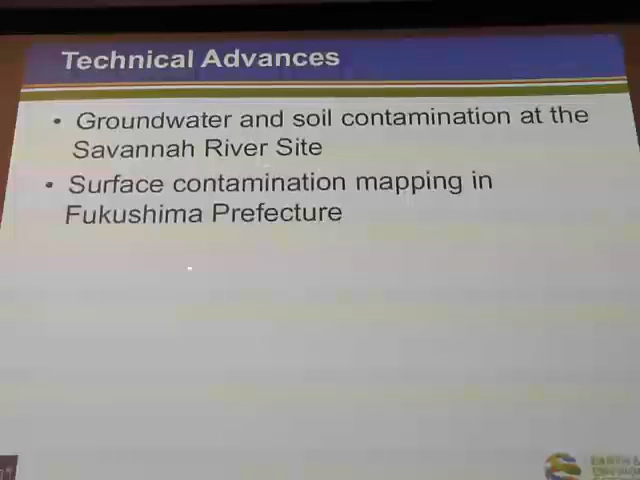 Technical Advances
• Groundwater and soil contamination at the
Savannah River Site
• Surface contamination mapping in
Fukushima Prefecture